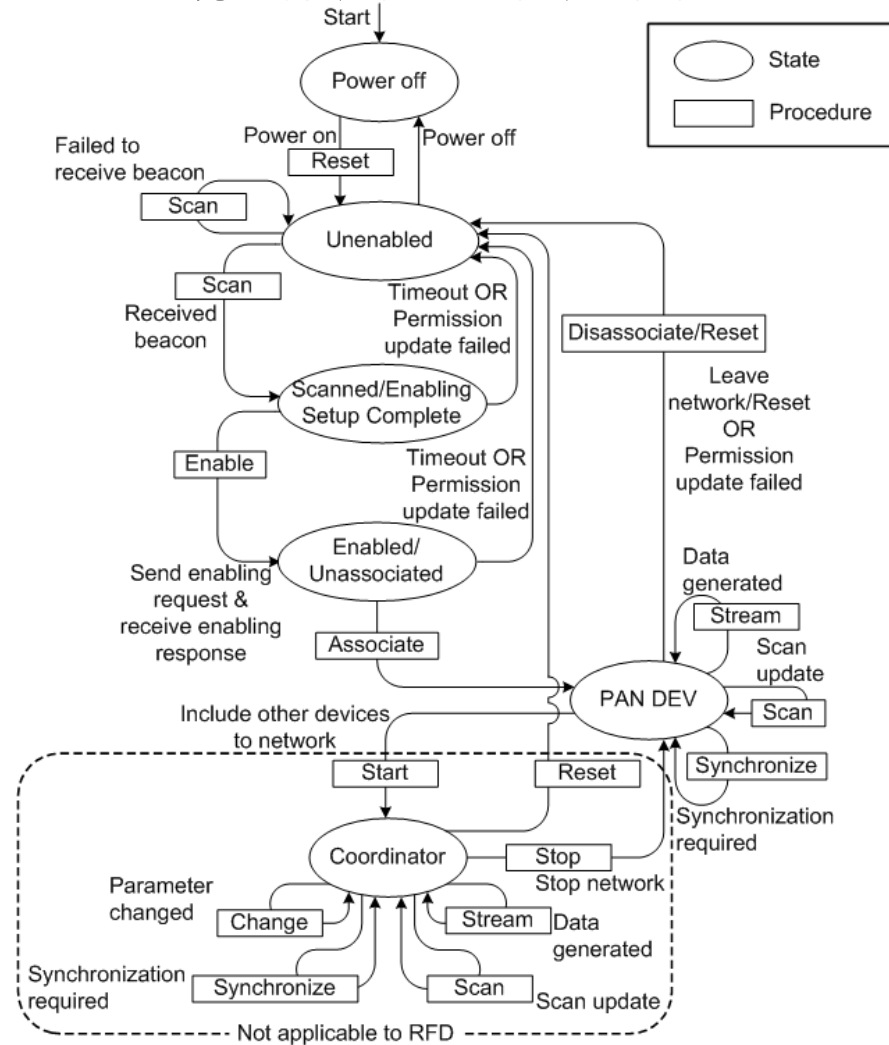 Start
Power off
State
Procedure
Power on
Reset
Power off
Failed to
receive beacon
Scan
Unenabled
Scan
Received
beacon
Timeout OR
Permission
update failed
Disassociate/Reset
Scanned/Enabling
Setup Complete
Leave
network/Reset
OR
Permission
update failed
Enable
Timeout OR
Permission
update failed
Enabled/
Unassociated
Send enabling
request &
receive enabling
response
Associate
Data
generated
Stream
Scan
update
PAN DEV
Scan
Include other devices
to network
Synchronize
Synchronization
required
Start
Reset
Coordinator
Stop
Stop network
Parameter
changed
Change
Stream
Data
generated
Synchronization
required
Synchronize
Scan
Scan update
Not applicable to RFD